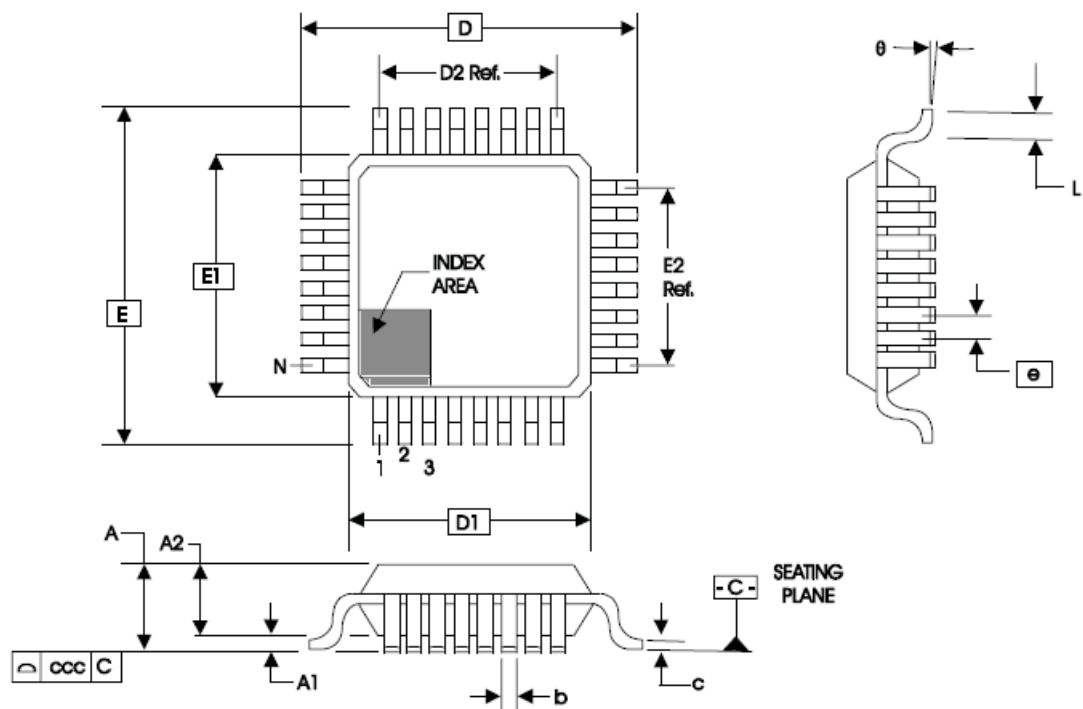 D
θ
D2 Ref.
L
E1
INDEX
AREA
E2
Ref.
E
N
e
1
2
3
D1
A
A2
-C-
SEATING
PLANE
⌓ ccc C
A1
b
c